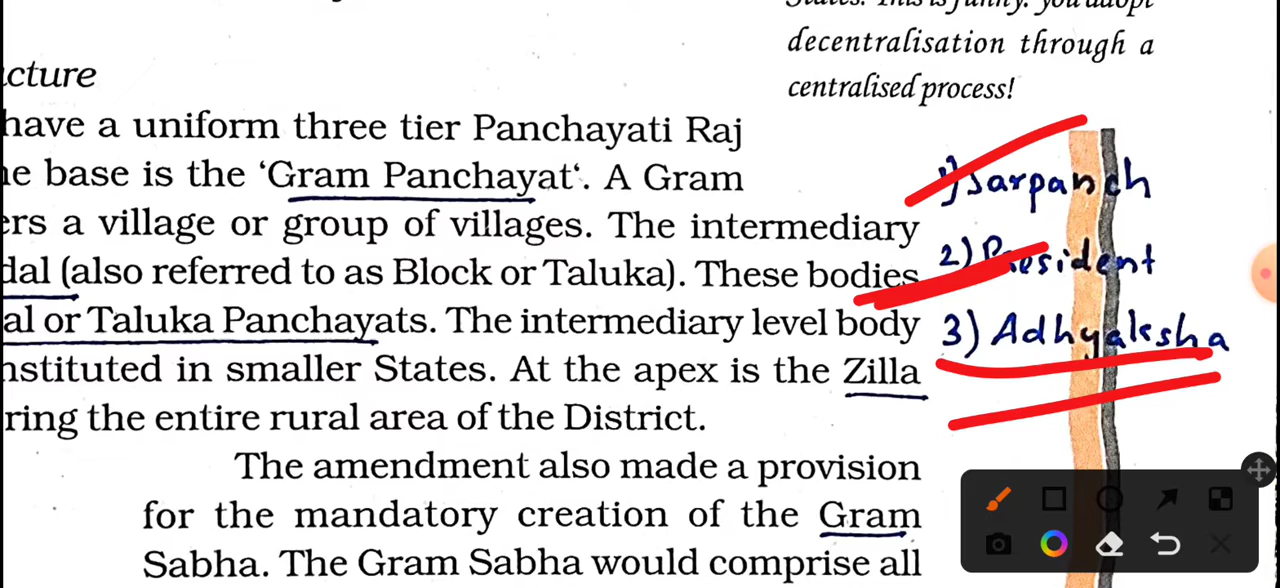 decentralisation through a
centralised process!
cture
have a uniform three tier Panchayati Raj
base is the ‘Gram Panchayat‘. A Gram
ers a village or group of villages. The intermediary
dal (also referred to as Block or Taluka). These bodies
al or Taluka Panchayats. The intermediary level body
nstituted in smaller States. At the apex is the Zilla
ring the entire rural area of the District.
The amendment also made a provision
for the mandatory creation of the Gram
Sabha. The Gram Sabha would comprise all
1) Sarpanch
2) President
3) Adhyaksha